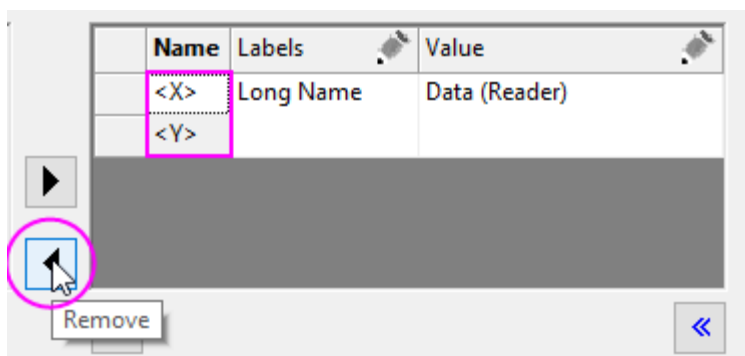 Name Labels Value
<X> Long Name Data (Reader)
<Y>
Remove